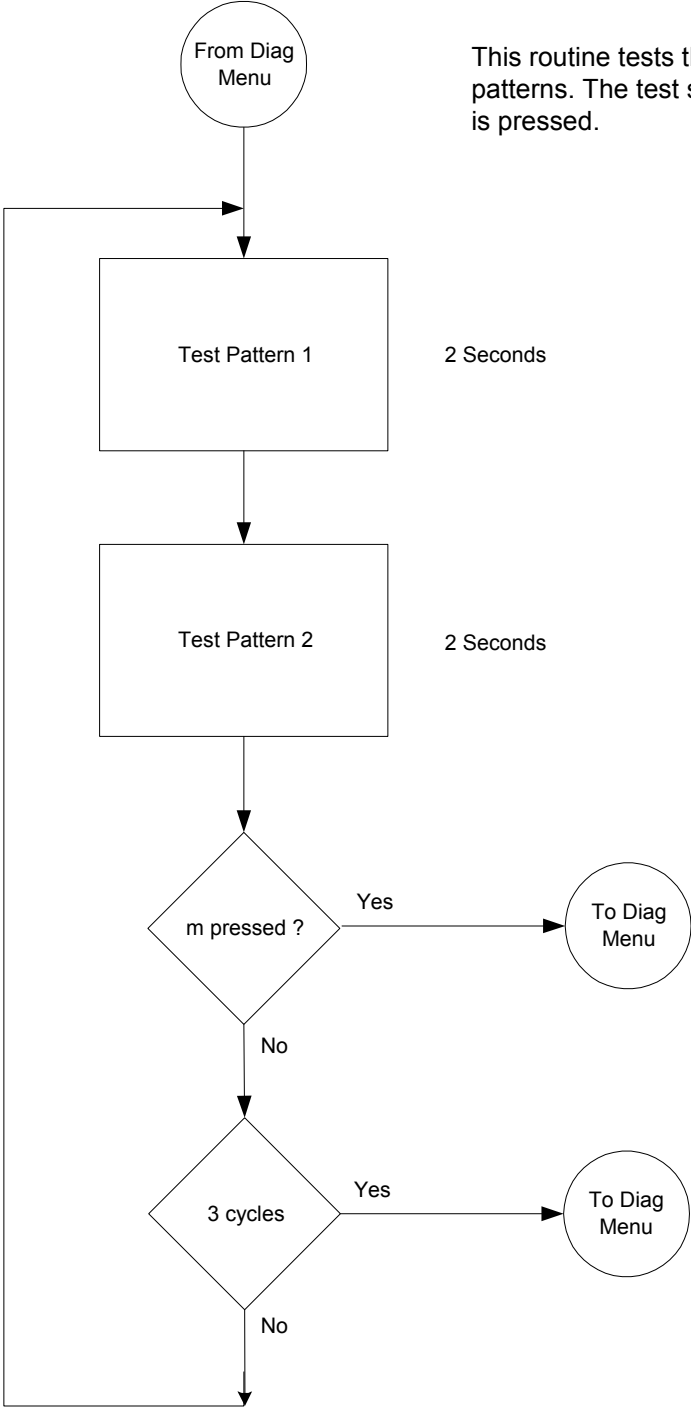 From Diag
Menu
This routine tests
patterns. The test
is pressed.
Test Pattern 1
2 Seconds
Test Pattern 2
2 Seconds
m pressed ?
Yes
To Diag
Menu
No
3 cycles
Yes
To Diag
Menu
No